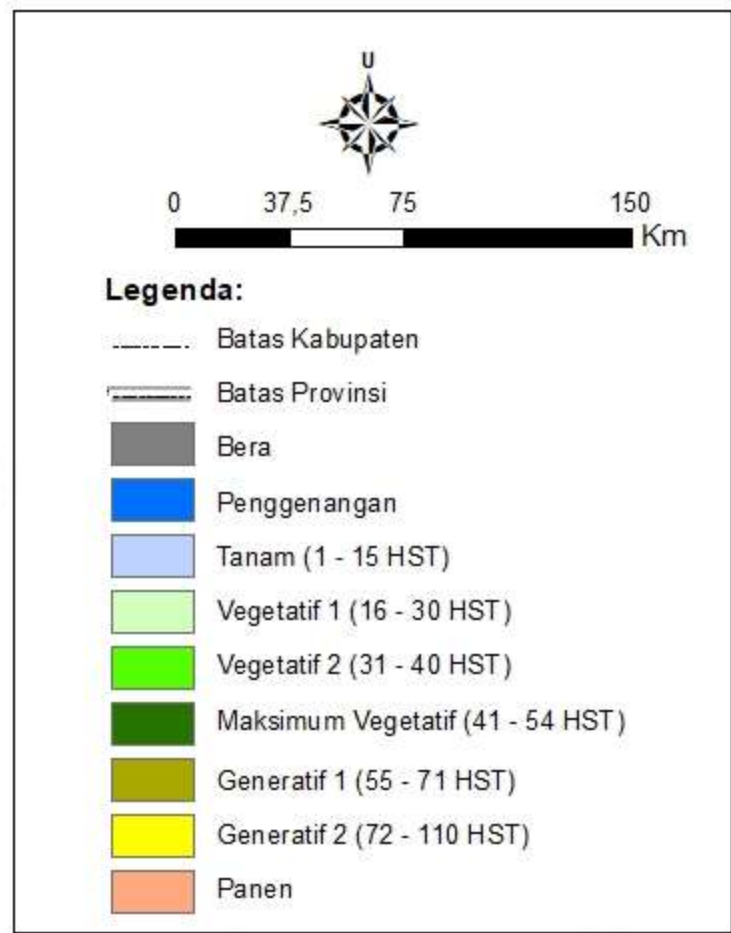 U
0 37,5 75 150
Km
Legenda:
Batas Kabupaten
Batas Provinsi
Bera
Penggenangan
Tanam (1 - 15 HST)
Vegetatif 1 (16 - 30 HST)
Vegetatif 2 (31 - 40 HST)
Maksimum Vegetatif (41 - 54 HST)
Generatif 1 (55 - 71 HST)
Generatif 2 (72 - 110 HST)
Panen